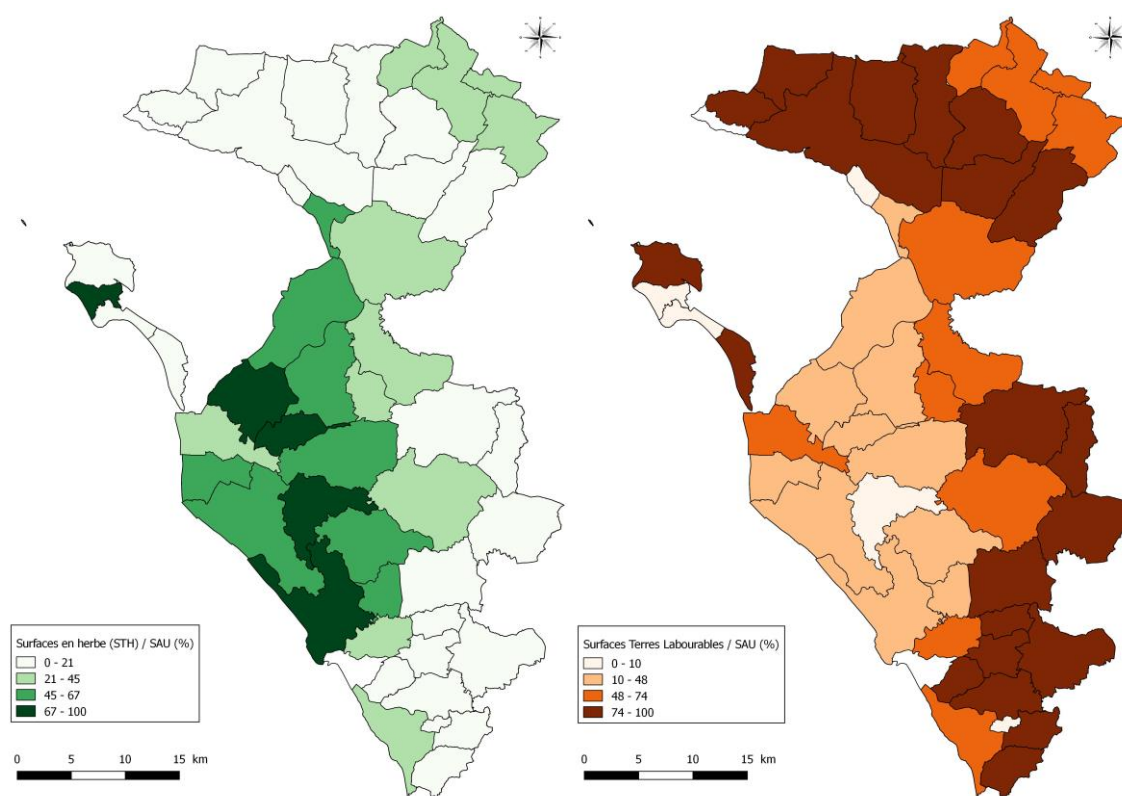 Surfaces en herbe (STH) / SAU (%)
0 - 21
21 - 45
45 - 67
67 - 100
0 5 10 15 km
Surfaces Terres Labourables / SAU (%)
0 - 10
10 - 48
48 - 74
74 - 100
0 5 10 15 km